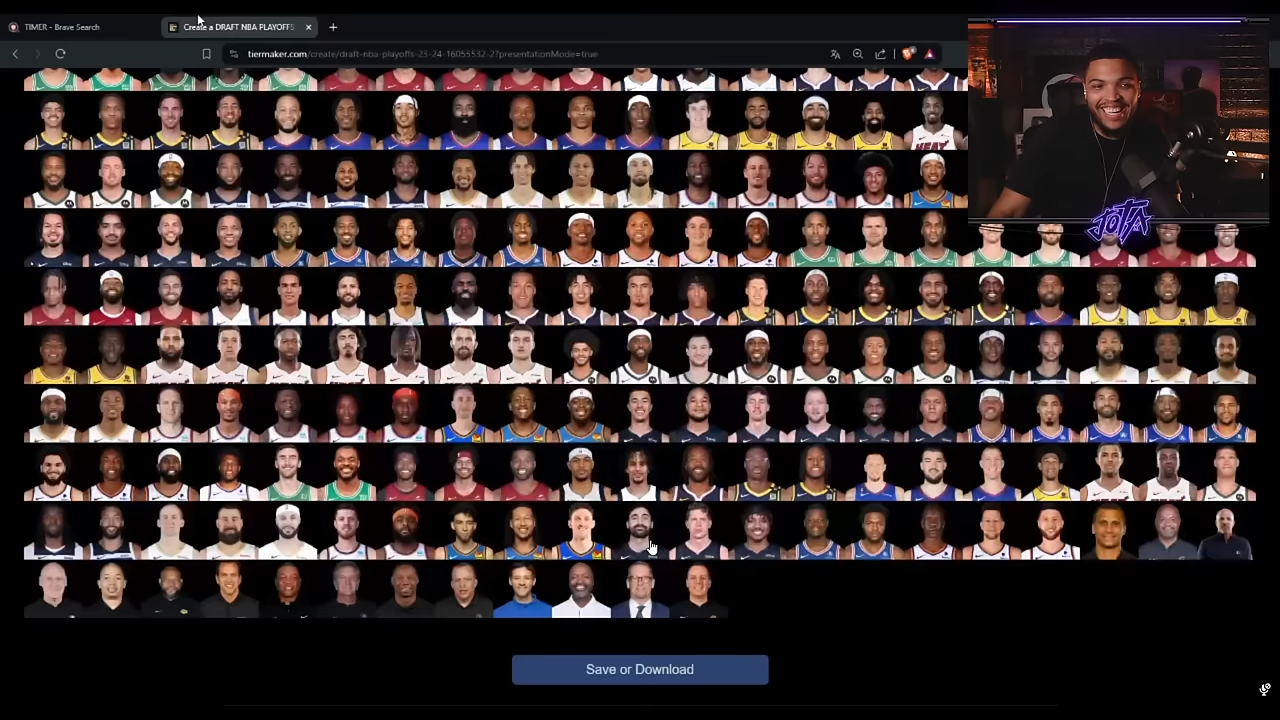 TIMER - Brave Search
Create a DRAFT NBA PLAYOFFS
tiermaker.com/create/draft-nba-playoffs-23-24-16055532-2?presentationMode=true
HEAT
JOTA
Save or Download